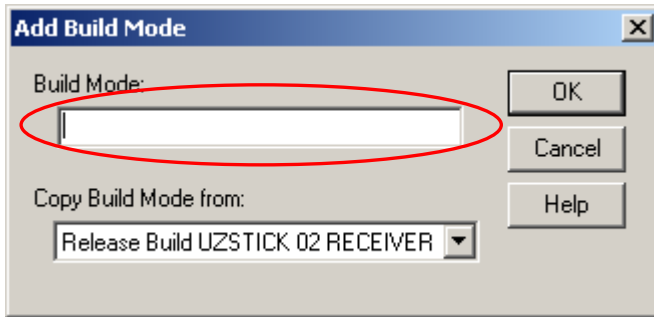 Add Build Mode
Build Mode:
OK
Cancel
Copy Build Mode from:
Help
Release Build UZSTICK 02 RECEIVER